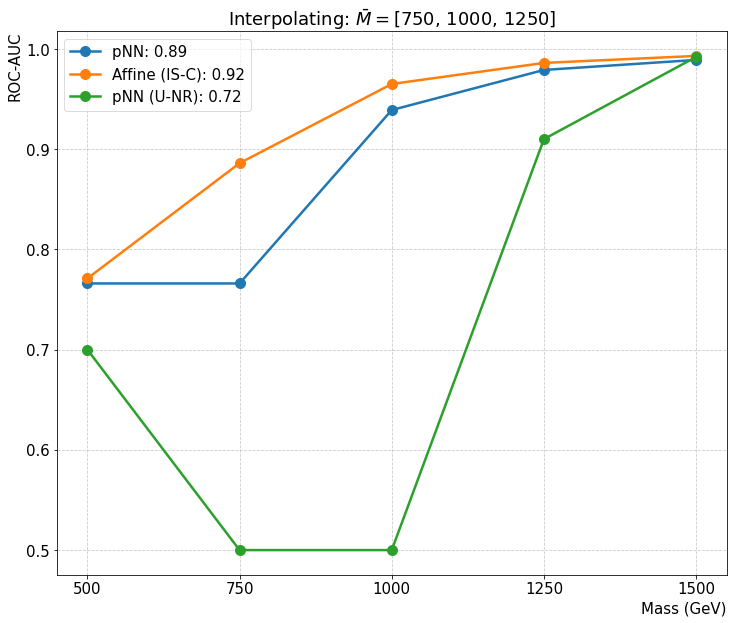 Interpolating: M̄ = [750, 1000, 1250]
ROC-AUC
pNN: 0.89
Affine (IS-C): 0.92
pNN (U-NR): 0.72
1.0
0.9
0.8
0.7
0.6
0.5
500 750 1000 1250 1500
Mass (GeV)